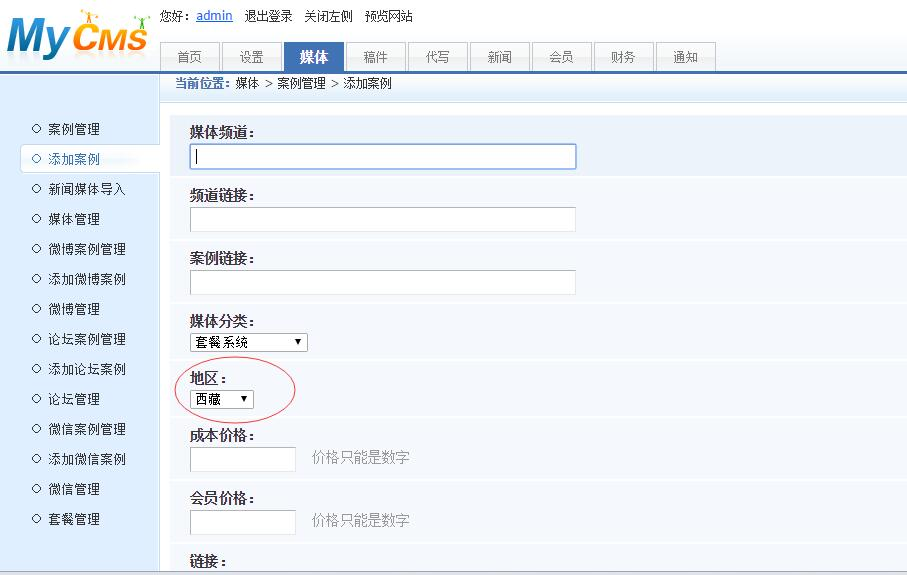 MyCMS
您好：admin 退出登录 关闭左侧 预览网站
首页 设置 媒体 稿件 代写 新闻 会员 财务 通知
当前位置：媒体 > 案例管理 > 添加案例
案例管理
添加案例
新闻媒体导入
媒体管理
微博案例管理
添加微博案例
微博管理
论坛案例管理
添加论坛案例
论坛管理
微信案例管理
添加微信案例
微信管理
套餐管理
媒体频道：
频道链接：
案例链接：
媒体分类：
套餐系统
地区：
西藏
成本价格：
价格只能是数字
会员价格：
价格只能是数字
链接：